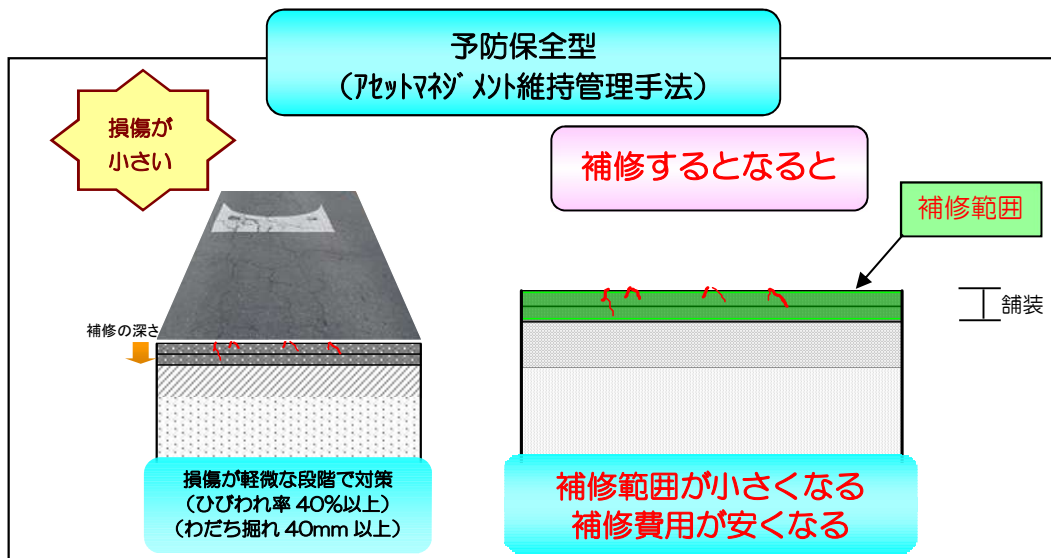 予防保全型
（ｱｾｯﾄﾏﾈｼﾞﾒﾝﾄ維持管理手法）
損傷が
小さい
補修するとなると
補修範囲
舗装
補修の深さ
損傷が軽微な段階で対策
（ひびわれ率 40％以上）
（わだち掘れ 40mm 以上）
補修範囲が小さくなる
補修費用が安くなる